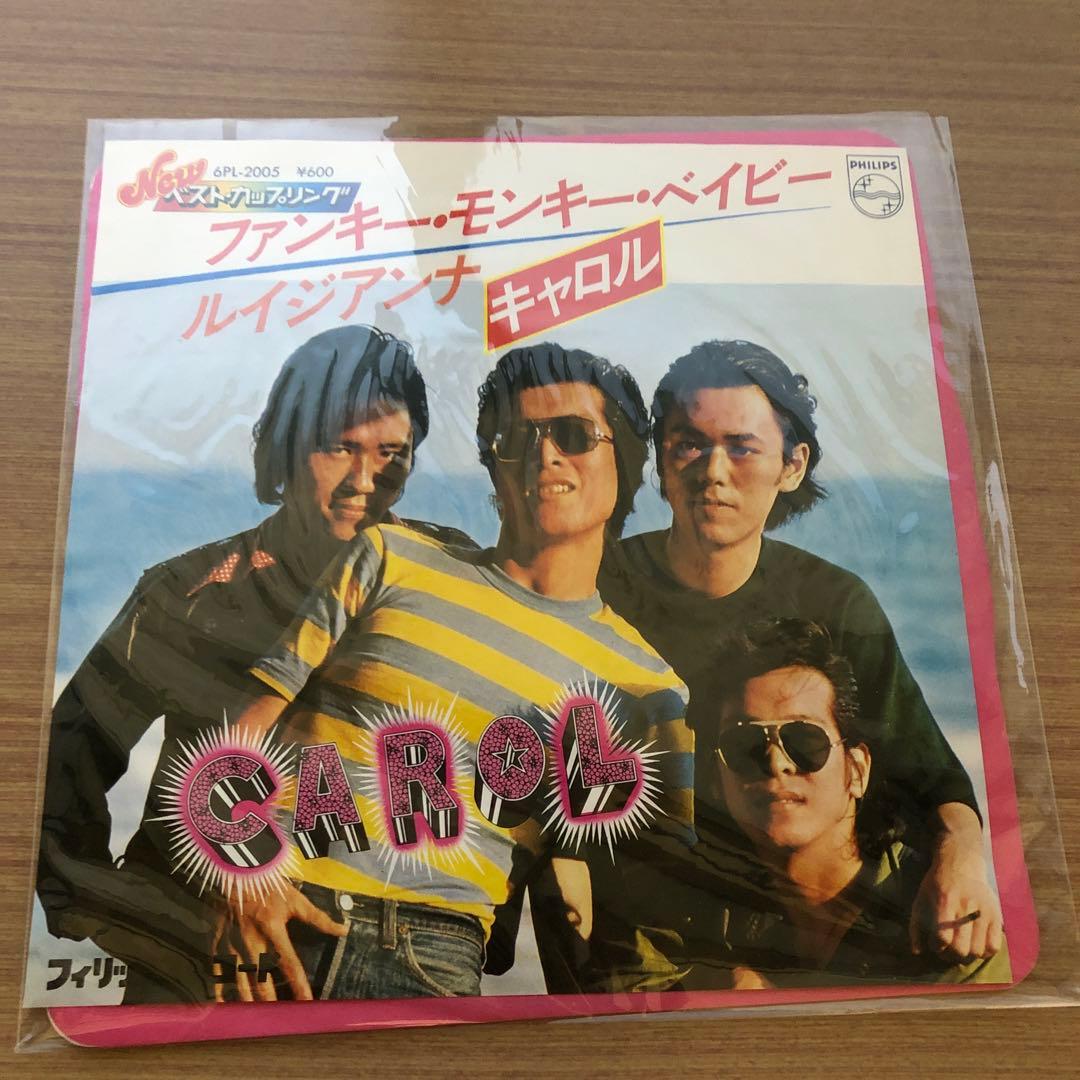 New 6PL-2005 ¥600
ベスト・カップリング
PHILIPS
ファンキー・モンキー・ベイビー
ルイジアンナ
キャロル
CAROL
フィリッ コード